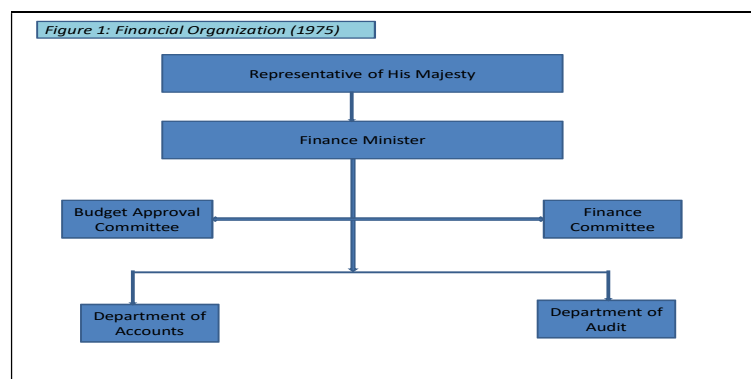 Figure 1: Financial Organization (1975)
Representative of His Majesty
Finance Minister
Budget Approval
Committee
Finance
Committee
Department of
Accounts
Department of
Audit